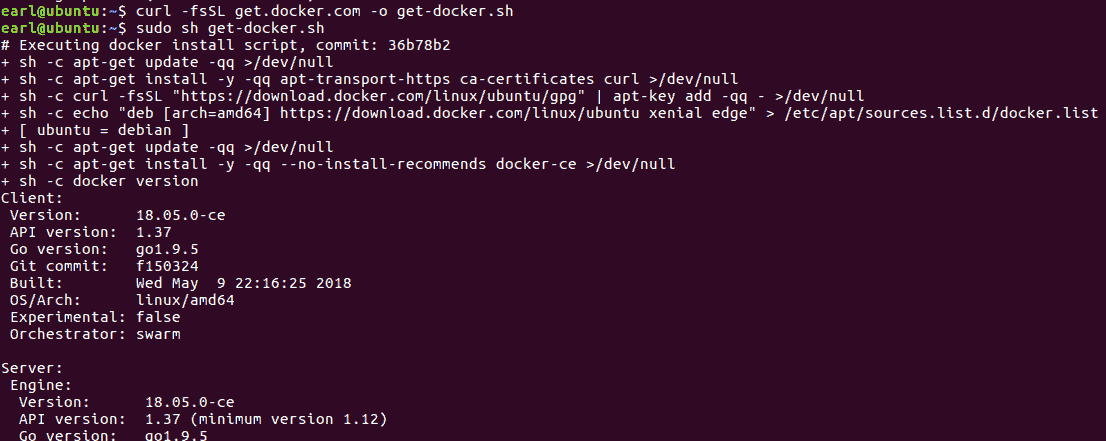 earl@ubuntu:~$ curl -fsSL get.docker.com -o get-docker.sh
earl@ubuntu:~$ sudo sh get-docker.sh
# Executing docker install script, commit: 36b78b2
+ sh -c apt-get update -qq >/dev/null
+ sh -c apt-get install -y -qq apt-transport-https ca-certificates curl >/dev/null
+ sh -c curl -fsSL "https://download.docker.com/linux/ubuntu/gpg" | apt-key add -qq - >/dev/null
+ sh -c echo "deb [arch=amd64] https://download.docker.com/linux/ubuntu xenial edge" > /etc/apt/sources.list.d/docker.list
+ [ ubuntu = debian ]
+ sh -c apt-get update -qq >/dev/null
+ sh -c apt-get install -y -qq --no-install-recommends docker-ce >/dev/null
+ sh -c docker version
Client:
 Version:      18.05.0-ce
 API version:  1.37
 Go version:   go1.9.5
 Git commit:   f150324
 Built:        Wed May  9 22:16:25 2018
 OS/Arch:      linux/amd64
 Experimental: false
 Orchestrator: swarm

Server:
 Engine:
  Version:      18.05.0-ce
  API version:  1.37 (minimum version 1.12)
  Go version:   go1.9.5